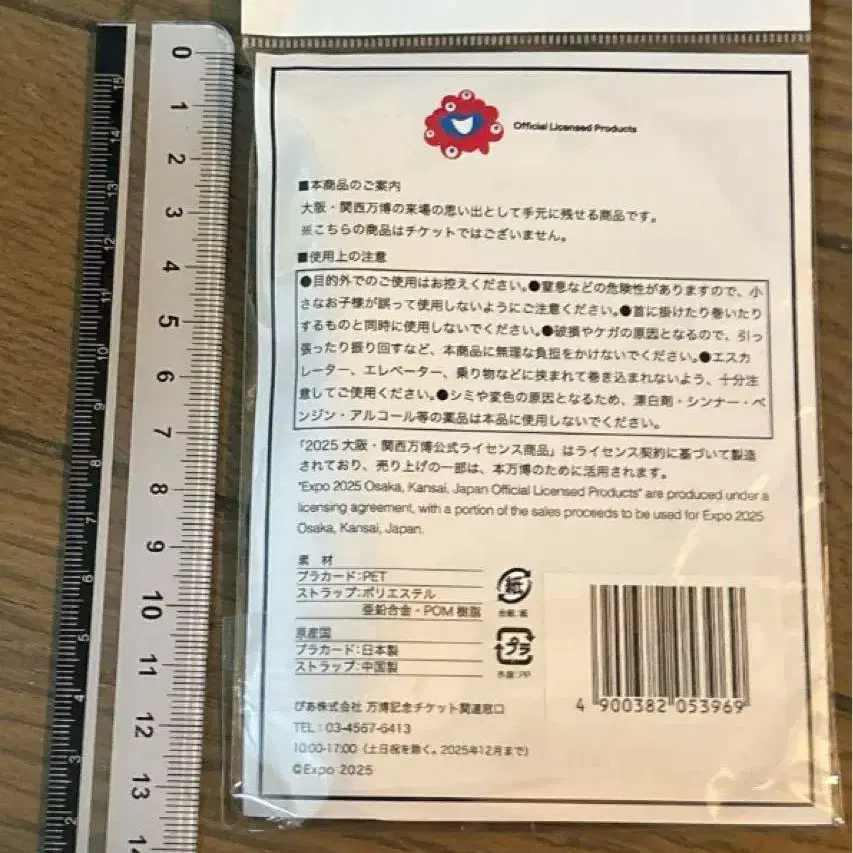 Official Licensed Products
■本商品のご案内
大阪・関西万博の来場の思い出として手元に残せる商品です。
※こちらの商品はチケットではございません。
■使用上の注意
●目的外でのご使用はお控えください。●窒息などの危険性がありますので、小
さなお子様が誤って使用しないようにご注意ください。●首に掛けたり巻いたり
するものと同時に使用しないでください。●破損やケガの原因となるので、引っ
張ったり振り回すなど、本商品に無理な負担をかけないでください。●エスカ
レーター、エレベーター、乗り物などに挟まれて巻き込まれないよう、十分注
意してご使用ください。●シミや変色の原因となるため、漂白剤・シンナー・ベ
ンジン・アルコール等の薬品は本品に使用しないでください。
「2025 大阪・関西万博公式ライセンス商品」はライセンス契約に基づいて製造
されており、売り上げの一部は、本万博のために活用されます。
"Expo 2025 Osaka, Kansai, Japan Official Licensed Products" are produced under a
licensing agreement, with a portion of the sales proceeds to be used for Expo 2025
Osaka, Kansai, Japan.
素 材
プラカード:PET
ストラップ:ポリエステル
亜鉛合金・POM 樹脂
原産国
プラカード:日本製
ストラップ:中国製
紙
台紙:紙
プラ
外装:PP
4 900382 053969
ぴあ株式会社 万博記念チケット関連窓口
TEL:03-4567-6413
10:00-17:00(土日祝を除く。2025年12月まで)
©Expo 2025
0
1
2
3
4
5
6
7
8
9
10
11
12
13
15
14
13
12
11
10
9
8
7
6
5
4
3
2